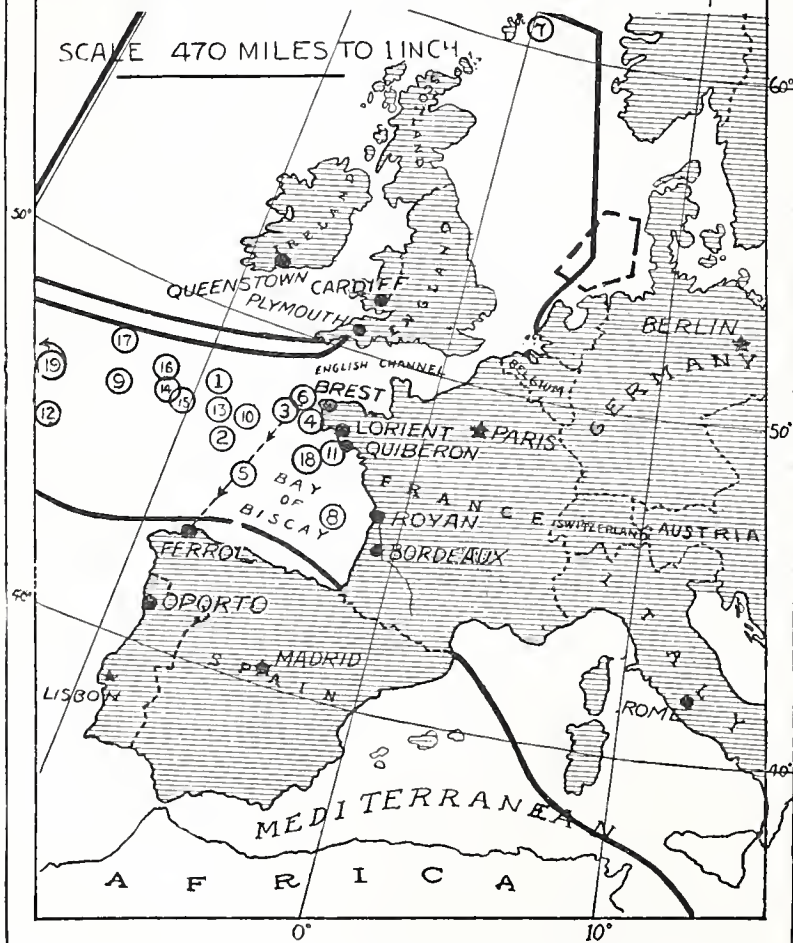 SCALE 470 MILES TO 1 INCH
7
60°
SCOTLAND
IRELAND
ENGLAND
50°
QUEENSTOWN
CARDIFF
PLYMOUTH
BERLIN
GERMANY
ENGLISH CHANNEL
BELGIUM
17
19
9
16
14
15
1
12
13
10
2
6
3
4
BREST
LORIENT
PARIS
50°
QUIBERON
18
11
5
BAY
OF
BISCAY
8
FRANCE
SWITZERLAND
AUSTRIA
ROYAN
BORDEAUX
FERROL
40°
OPORTO
ITALY
MADRID
SPAIN
LISBON
ROME
40°
MEDITERRANEAN
AFRICA
0°
10°